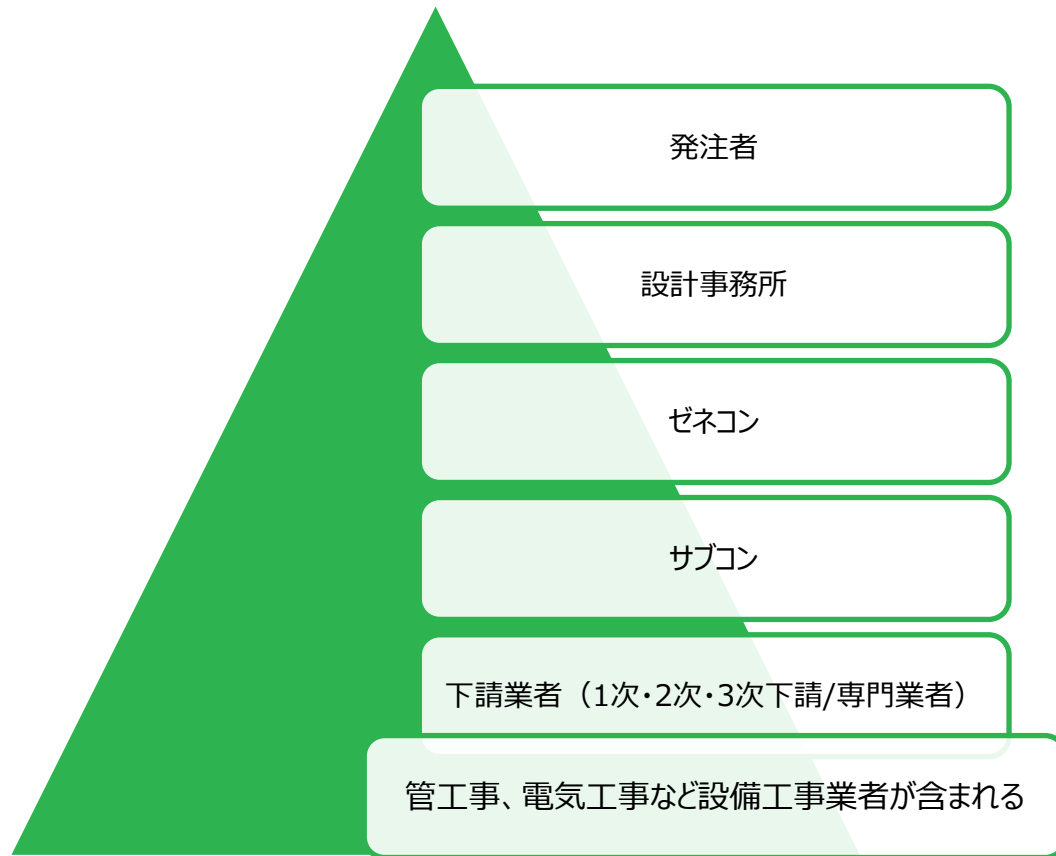 発注者
設計事務所
ゼネコン
サブコン
下請業者（1次・2次・3次下請/専門業者）
管工事、電気工事など設備工事業者が含まれる